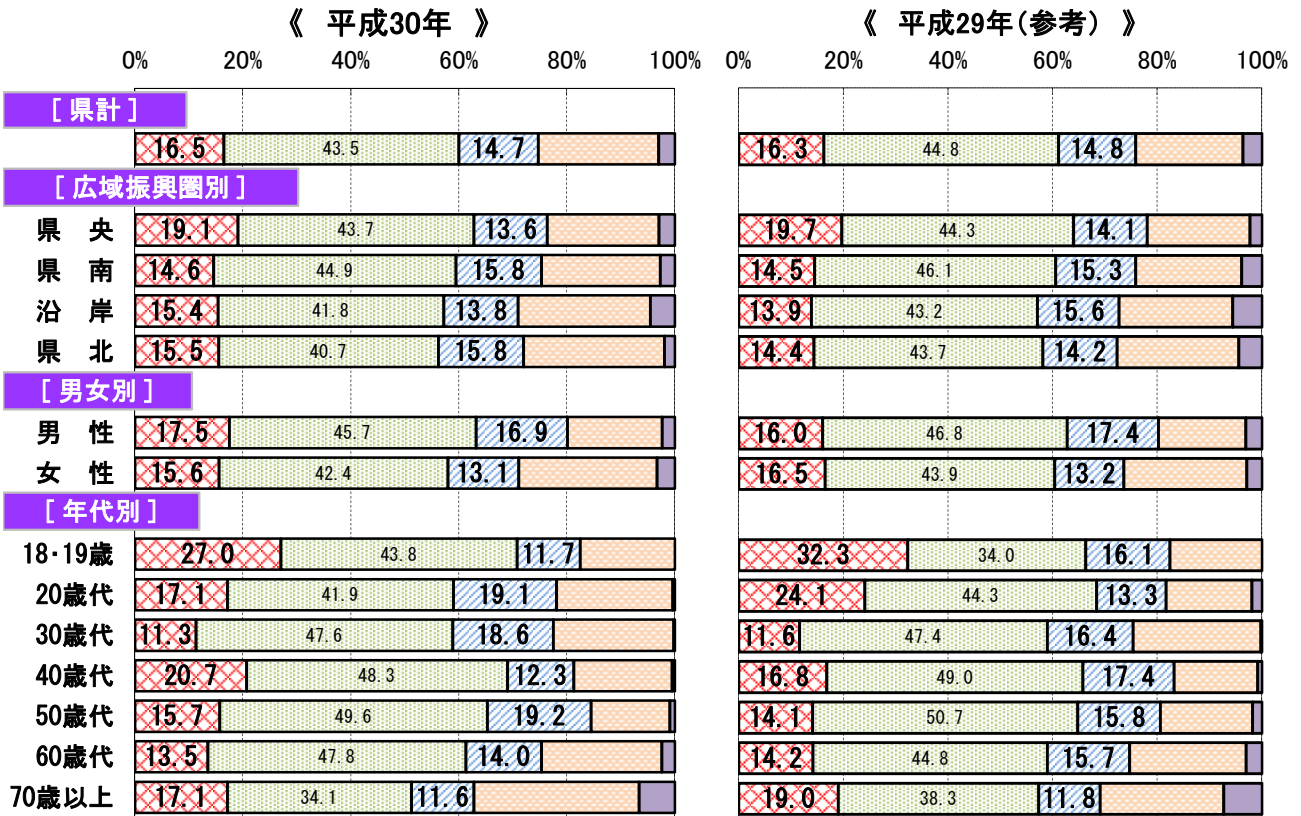 《 平成30年 》 《 平成29年(参考) 》
0% 20% 40% 60% 80% 100% 0% 20% 40% 60% 80% 100%
[ 県計 ]
16.5 43.5 14.7 16.3 44.8 14.8
[ 広域振興圏別 ]
県 央 19.1 43.7 13.6 19.7 44.3 14.1
県 南 14.6 44.9 15.8 14.5 46.1 15.3
沿 岸 15.4 41.8 13.8 13.9 43.2 15.6
県 北 15.5 40.7 15.8 14.4 43.7 14.2
[ 男女別 ]
男 性 17.5 45.7 16.9 16.0 46.8 17.4
女 性 15.6 42.4 13.1 16.5 43.9 13.2
[ 年代別 ]
18・19歳 27.0 43.8 11.7 32.3 34.0 16.1
20歳代 17.1 41.9 19.1 24.1 44.3 13.3
30歳代 11.3 47.6 18.6 11.6 47.4 16.4
40歳代 20.7 48.3 12.3 16.8 49.0 17.4
50歳代 15.7 49.6 19.2 14.1 50.7 15.8
60歳代 13.5 47.8 14.0 14.2 44.8 15.7
70歳以上 17.1 34.1 11.6 19.0 38.3 11.8